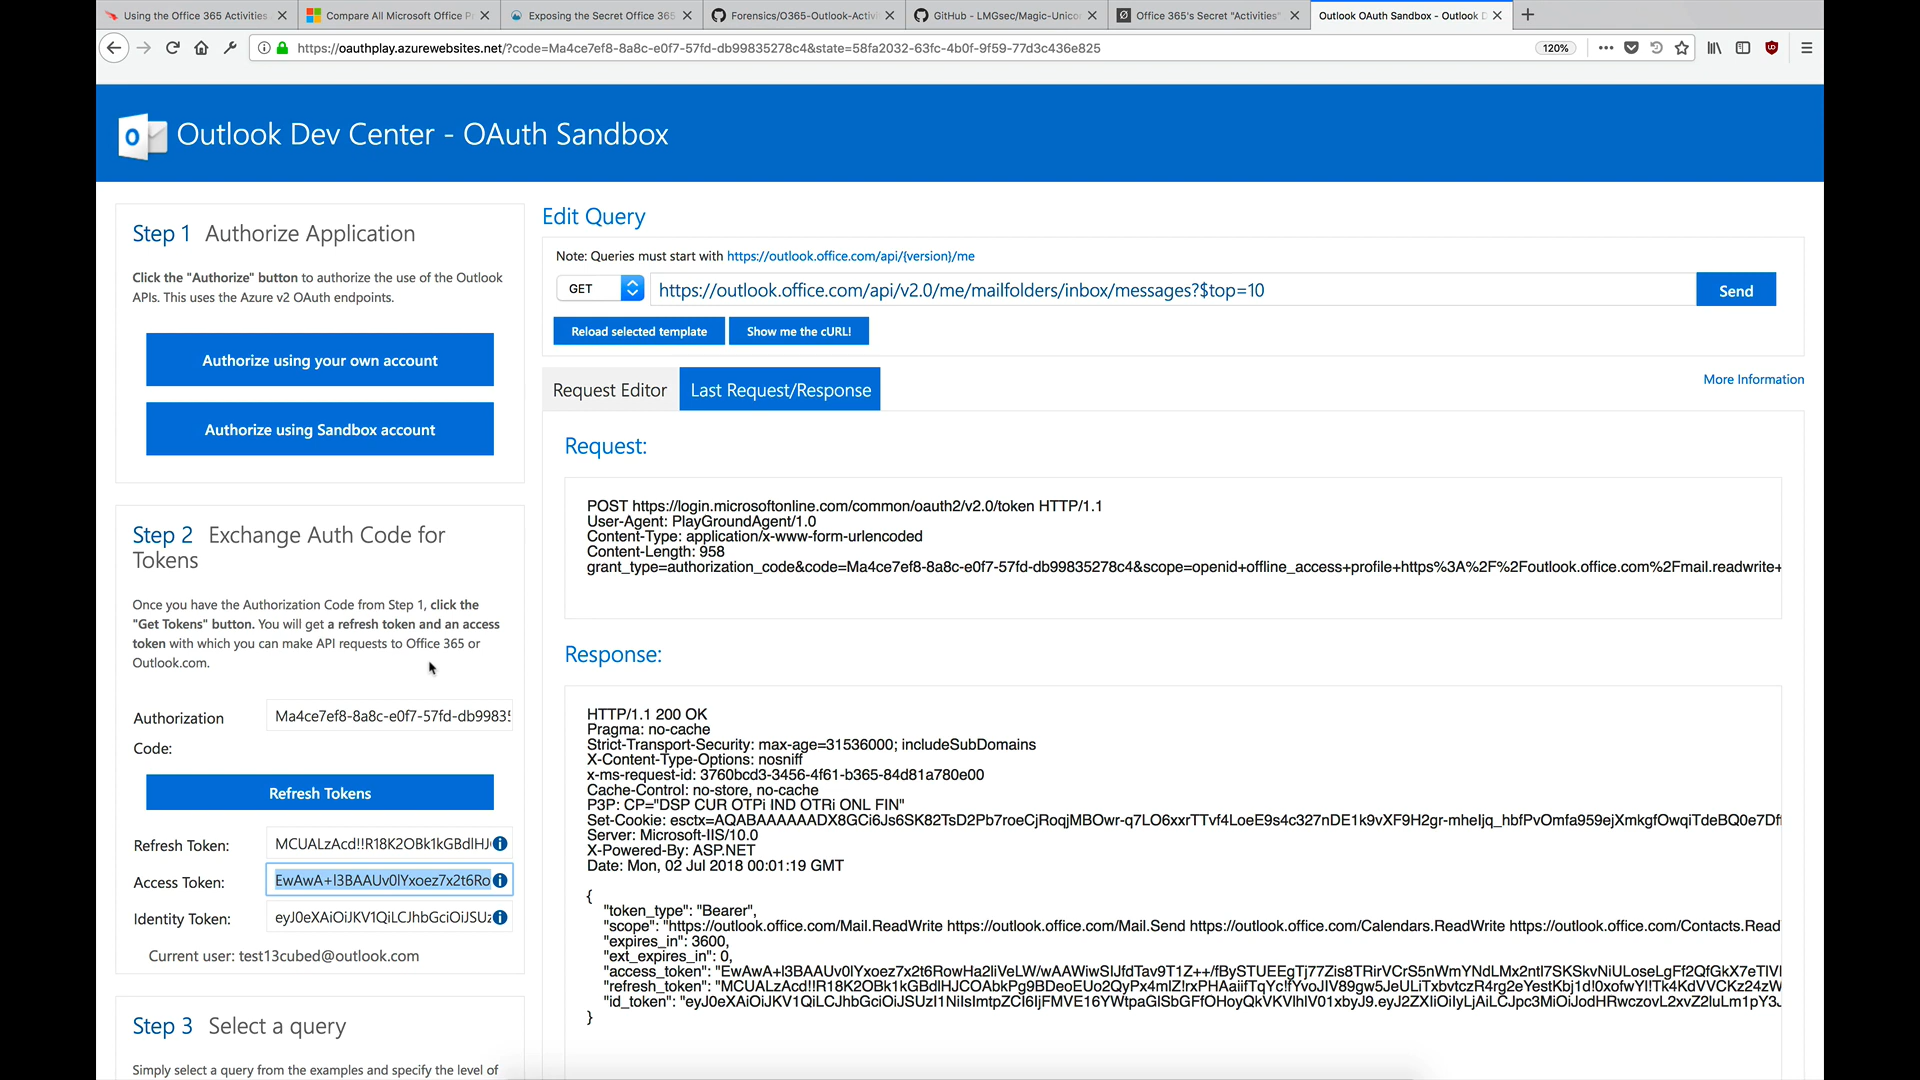 Using the Office 365 Activities
Compare All Microsoft Office P
Exposing the Secret Office 365
Forensics/O365-Outlook-Activi
GitHub - LMGsec/Magic-Unicor
Office 365's Secret "Activities"
Outlook OAuth Sandbox - Outlook D
https://oauthplay.azurewebsites.net/?code=Ma4ce7ef8-8a8c-e0f7-57fd-db99835278c4&state=58fa2032-63fc-4b0f-9f59-77d3c436e825
120%
Outlook Dev Center - OAuth Sandbox
Step 1 Authorize Application
Click the "Authorize" button to authorize the use of the Outlook
APIs. This uses the Azure v2 OAuth endpoints.
Authorize using your own account
Authorize using Sandbox account
Step 2 Exchange Auth Code for
Tokens
Once you have the Authorization Code from Step 1, click the
"Get Tokens" button. You will get a refresh token and an access
token with which you can make API requests to Office 365 or
Outlook.com.
Authorization
Code:
Ma4ce7ef8-8a8c-e0f7-57fd-db99835
Refresh Tokens
Refresh Token: MCUALzAcd!!R18K2OBk1kGBdlHJ
Access Token: EwAwA+I3BAAUv0lYxoez7x2t6Ro
Identity Token: eyJ0eXAiOiJKV1QiLCJhbGciOiJSUz
Current user: test13cubed@outlook.com
Step 3 Select a query
Simply select a query from the examples and specify the level of
Edit Query
Note: Queries must start with https://outlook.office.com/api/{version}/me
GET
https://outlook.office.com/api/v2.0/me/mailfolders/inbox/messages?$top=10
Send
Reload selected template
Show me the cURL!
Request Editor
Last Request/Response
More Information
Request:
POST https://login.microsoftonline.com/common/oauth2/v2.0/token HTTP/1.1
User-Agent: PlayGroundAgent/1.0
Content-Type: application/x-www-form-urlencoded
Content-Length: 958
grant_type=authorization_code&code=Ma4ce7ef8-8a8c-e0f7-57fd-db99835278c4&scope=openid+offline_access+profile+https%3A%2F%2Foutlook.office.com%2Fmail.readwrite+
Response:
HTTP/1.1 200 OK
Pragma: no-cache
Strict-Transport-Security: max-age=31536000; includeSubDomains
X-Content-Type-Options: nosniff
x-ms-request-id: 3760bcd3-3456-4f61-b365-84d81a780e00
Cache-Control: no-store, no-cache
P3P: CP="DSP CUR OTPi IND OTRi ONL FIN"
Set-Cookie:
Server: Microsoft-IIS/10.0
X-Powered-By: ASP.NET
Date: Mon, 02 Jul 2018 00:01:19 GMT
{
"token_type": "Bearer",
"scope": "https://outlook.office.com/Mail.ReadWrite https://outlook.office.com/Mail.Send https://outlook.office.com/Calendars.ReadWrite https://outlook.office.com/Contacts.Read
"expires_in": 3600,
"ext_expires_in": 0,
"access_token":
"refresh_token":
"id_token":
}